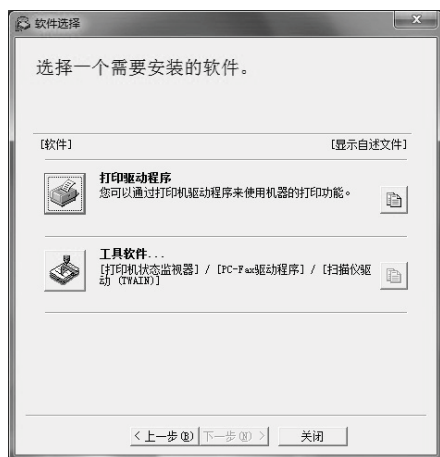 软件选择
选择一个需要安装的软件。
[软件] [显示自述文件]
打印驱动程序
您可以通过打印机驱动程序来使用机器的打印功能。
工具软件...
[打印机状态监视器] / [PC-Fax驱动程序] / [扫描仪驱
动 (TWAIN)]
< 上一步(B) 下一步(N) > 关闭